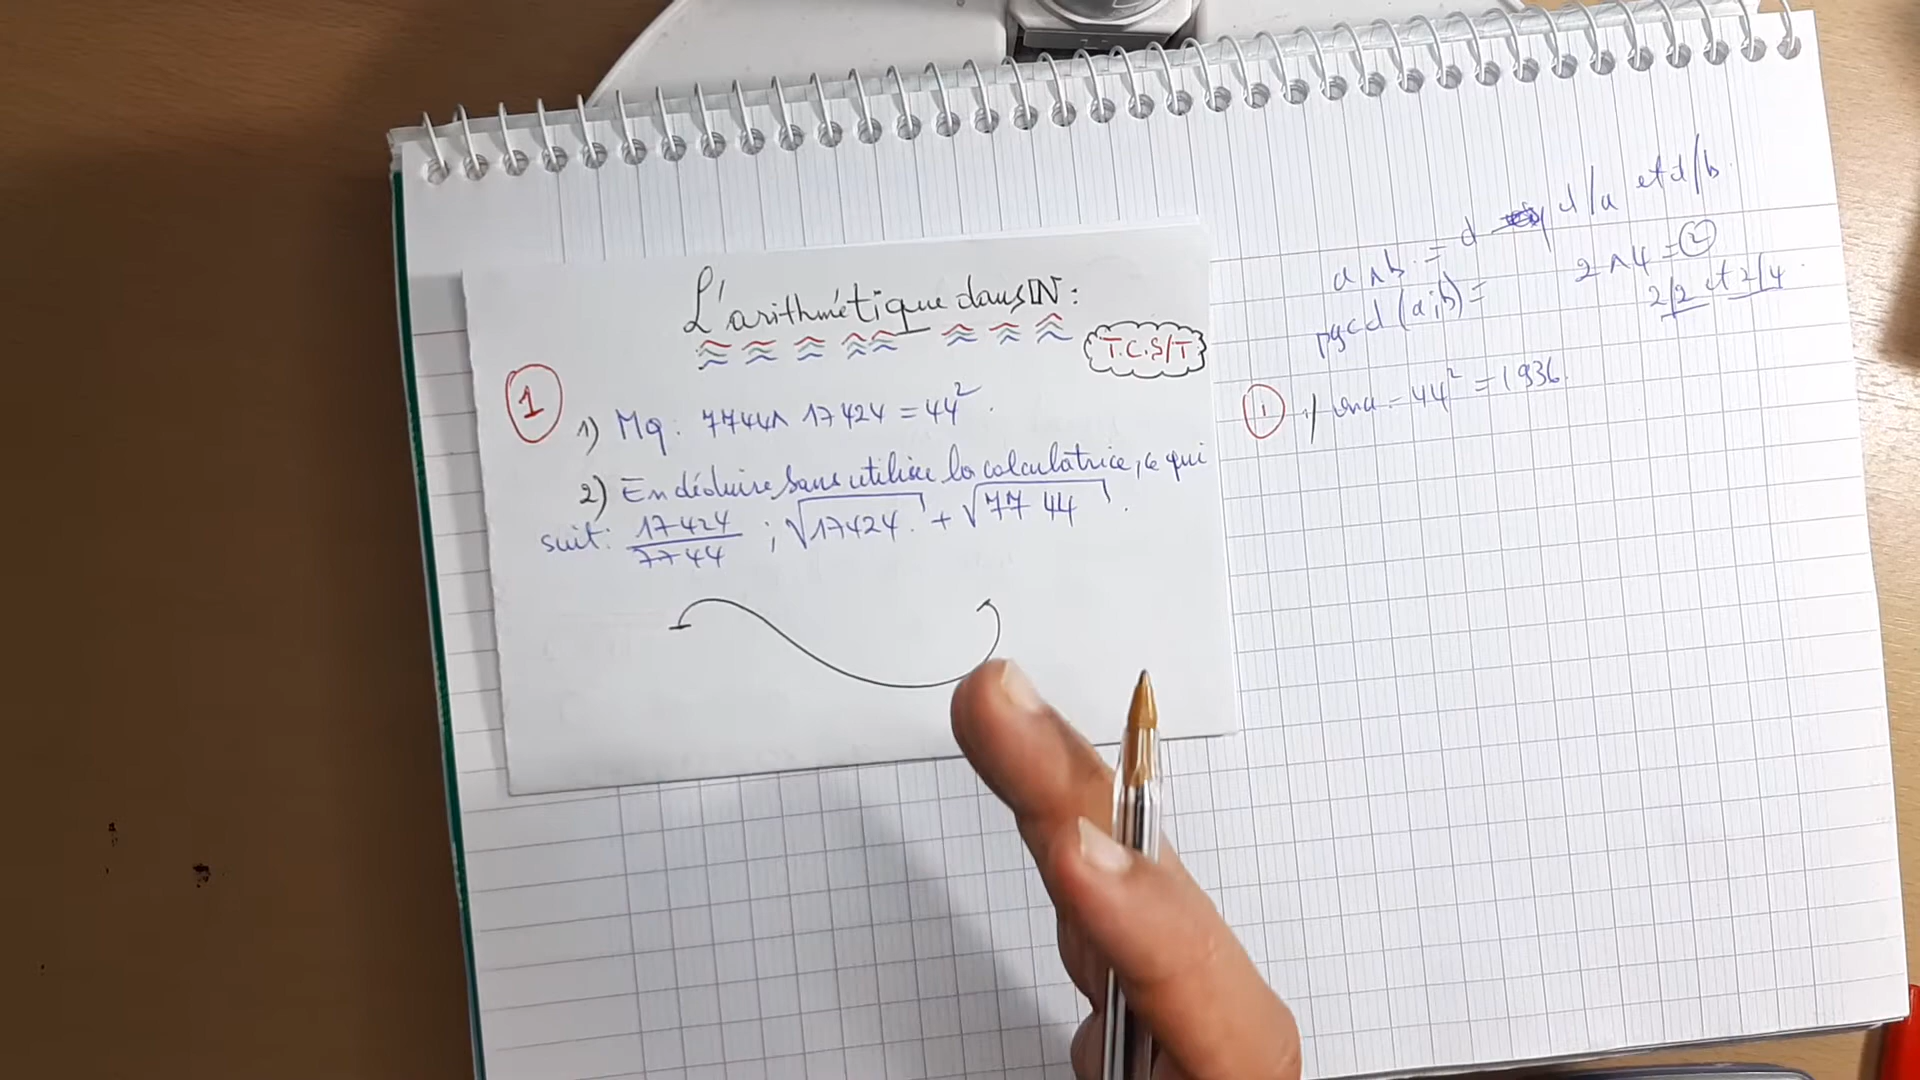 L'arithmétique dans ℕ :
T.C.S/T
1
1) Mq : 7744 ∧ 17424 = 44².
2) En déduire sans utiliser la calculatrice, ce qui
suit : 17424/7744 ; √17424 + √7744.
a ∧ b = d d/a et d/b
pgcd (a;b) =
2 ∧ 4 = 2
2/2 et 2/4.
1 1) on a 44² = 1936.